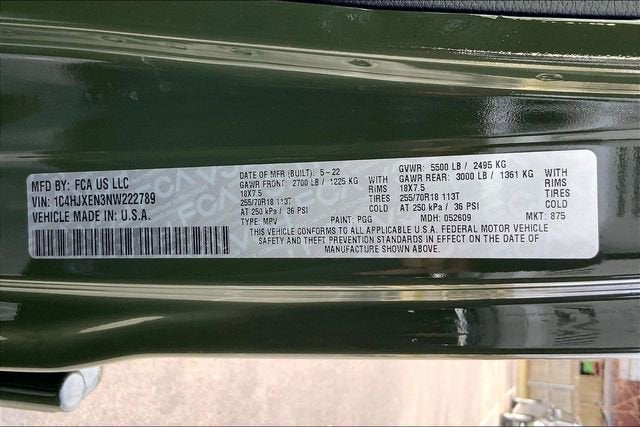 MFD BY: FCA US LLC
VIN: 1C4HJXEN3NW222789
VEHICLE MADE IN U.S.A.
DATE OF MFR (BUILT): 5-22
GAWR FRONT: 2700 LB / 1225 KG WITH
18X7.5 RIMS
255/70R18 113T TIRES
AT 250 kPa / 36 PSI COLD
GVWR: 5500 LB / 2495 KG
GAWR REAR: 3000 LB / 1361 KG WITH
18X7.5 RIMS
255/70R18 113T TIRES
AT 250 kPa / 36 PSI COLD
TYPE: MPV PAINT: PGG MDH: 052609 MKT: 875
THIS VEHICLE CONFORMS TO ALL APPLICABLE U.S.A. FEDERAL MOTOR VEHICLE
SAFETY AND THEFT PREVENTION STANDARDS IN EFFECT ON THE DATE OF
MANUFACTURE SHOWN ABOVE.